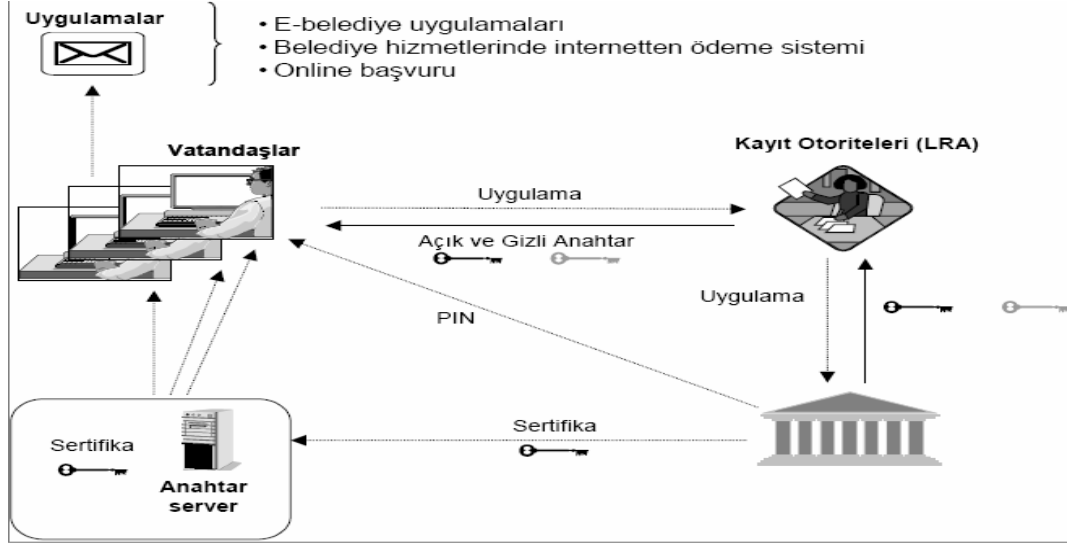 Uygulamalar
• E-belediye uygulamaları
• Belediye hizmetlerinde internetten ödeme sistemi
• Online başvuru
Vatandaşlar
Kayıt Otoriteleri (LRA)
Uygulama
Açık ve Gizli Anahtar
Uygulama
PIN
Sertifika
Sertifika
Anahtar
server